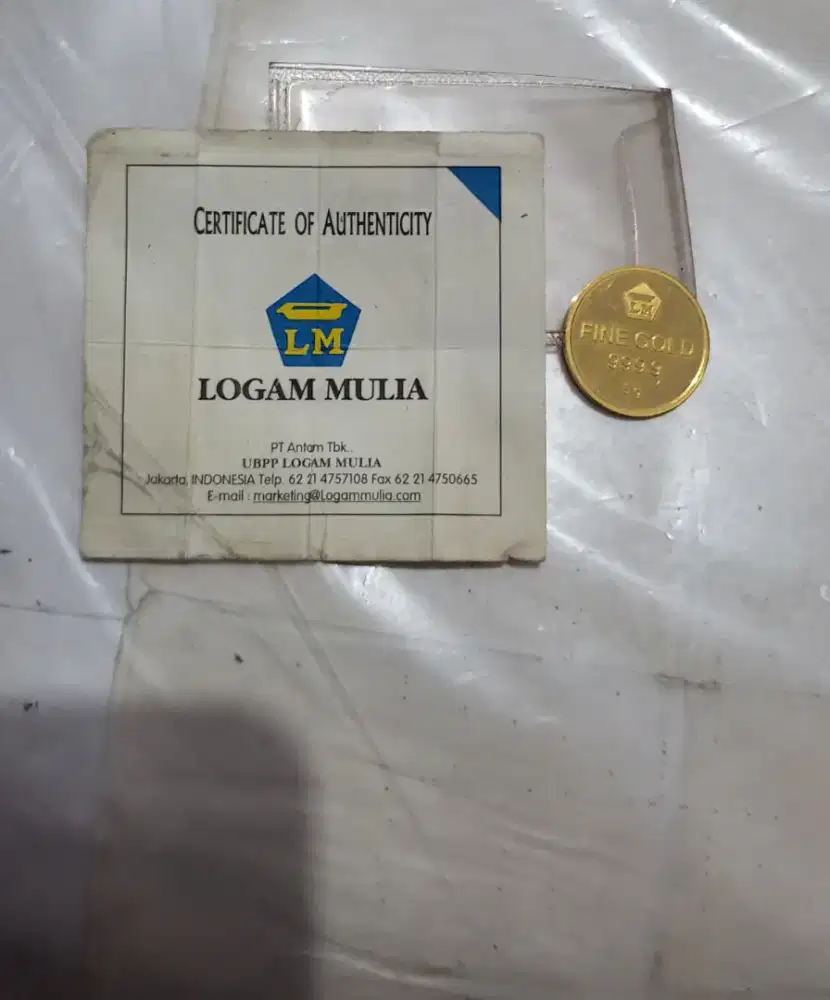 CERTIFICATE OF AUTHENTICITY
LM
LOGAM MULIA
PT Antam Tbk.,
UBPP LOGAM MULIA
Jakarta, INDONESIA Telp. 62 21 4757108 Fax 62 21 4750665
E-mail : marketing@Logammulia.com
LM
FINE GOLD
999.9